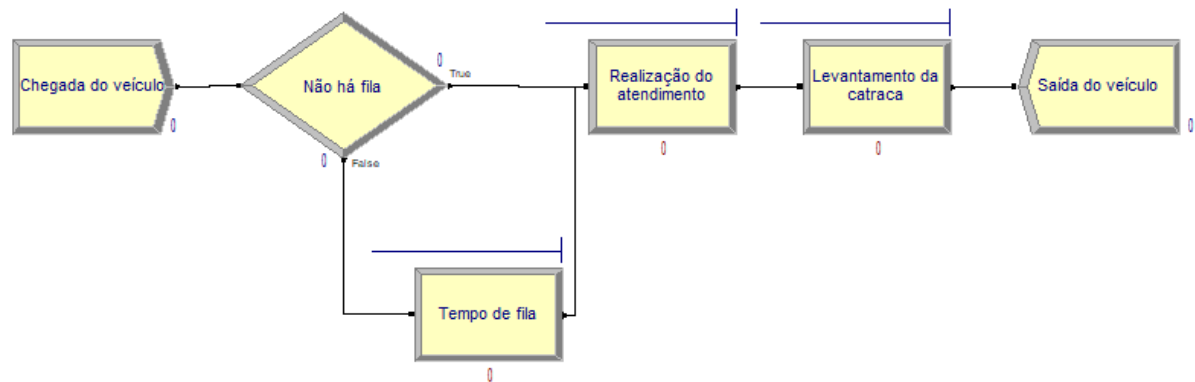 Chegada do veículo
0
Não há fila
0
True
0
False
Realização do
atendimento
0
Levantamento da
catraca
0
Saída do veículo
0
Tempo de fila
0